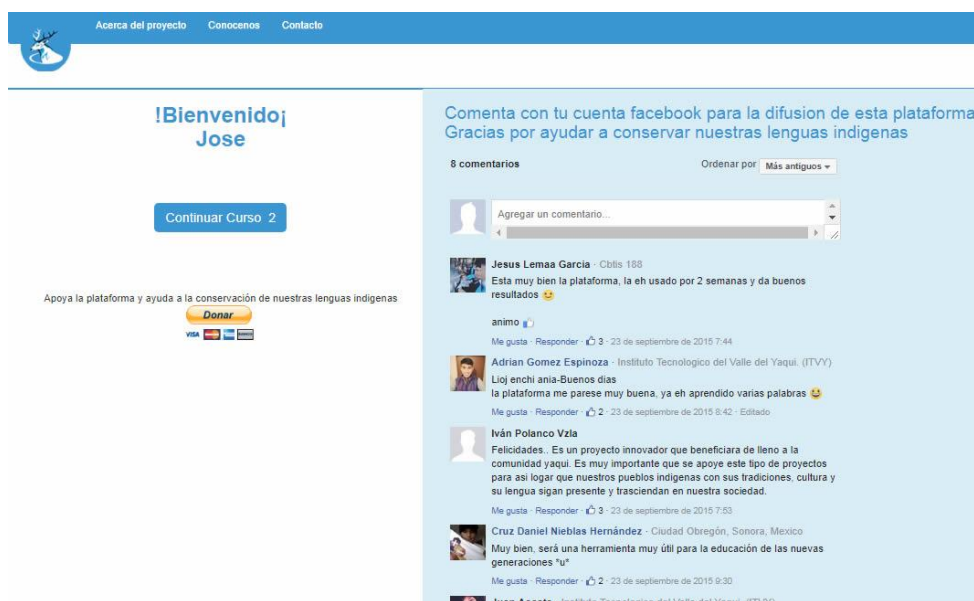 Acerca del proyecto Conocenos Contacto
!Bienvenido¡
Jose
Continuar Curso 2
Apoya la plataforma y ayuda a la conservación de nuestras lenguas indigenas
Donar
VISA
Comenta con tu cuenta facebook para la difusion de esta plataforma
Gracias por ayudar a conservar nuestras lenguas indigenas
8 comentarios Ordenar por Más antiguos
Agregar un comentario...
Jesus Lemaa Garcia - Cbtis 188
Esta muy bien la plataforma, la eh usado por 2 semanas y da buenos
resultados
animo
Me gusta · Responder · 3 · 23 de septiembre de 2015 7:44
Adrian Gomez Espinoza - Instituto Tecnologico del Valle del Yaqui. (ITVY)
Lioj enchi ania-Buenos dias
la plataforma me parese muy buena, ya eh aprendido varias palabras
Me gusta · Responder · 2 · 23 de septiembre de 2015 8:42 · Editado
Iván Polanco Vzla
Felicidades.. Es un proyecto innovador que beneficiara de lleno a la
comunidad yaqui. Es muy importante que se apoye este tipo de proyectos
para asi logar que nuestros pueblos indigenas con sus tradiciones, cultura y
su lengua sigan presente y trasciendan en nuestra sociedad.
Me gusta · Responder · 3 · 23 de septiembre de 2015 7:53
Cruz Daniel Nieblas Hernández - Ciudad Obregón, Sonora, Mexico
Muy bien, será una herramienta muy útil para la educación de las nuevas
generaciones *u*
Me gusta · Responder · 2 · 23 de septiembre de 2015 9:30